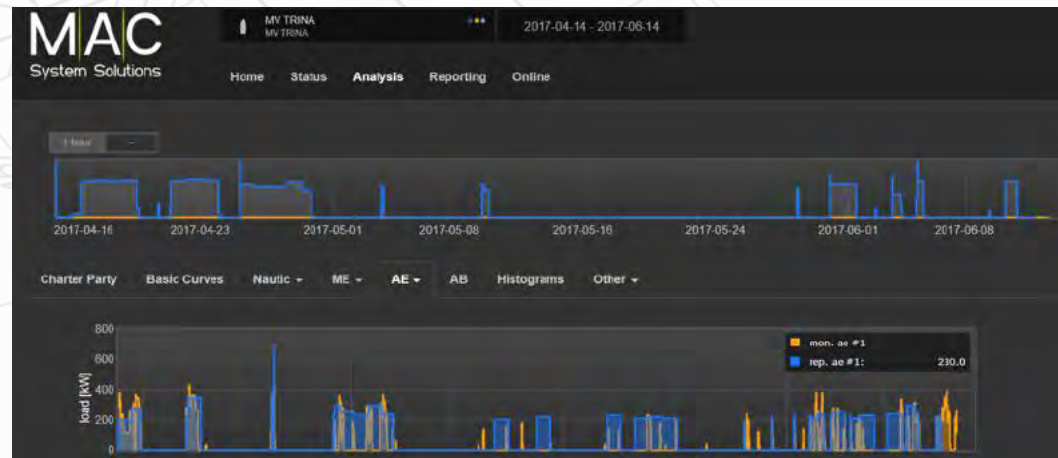 MAC
System Solutions
MV TRINA
MV TRINA
2017-04-14 - 2017-06-14
Home Status Analysis Reporting Online
1 hour
2017-04-16 2017-04-23 2017-05-01 2017-05-08 2017-05-16 2017-05-24 2017-06-01 2017-06-08
Charter Party Basic Curves Nautic ME AE AB Histograms Other
800
600
400
200
0
load [kW]
mon. ae #1
rep. ae #1: 230.0